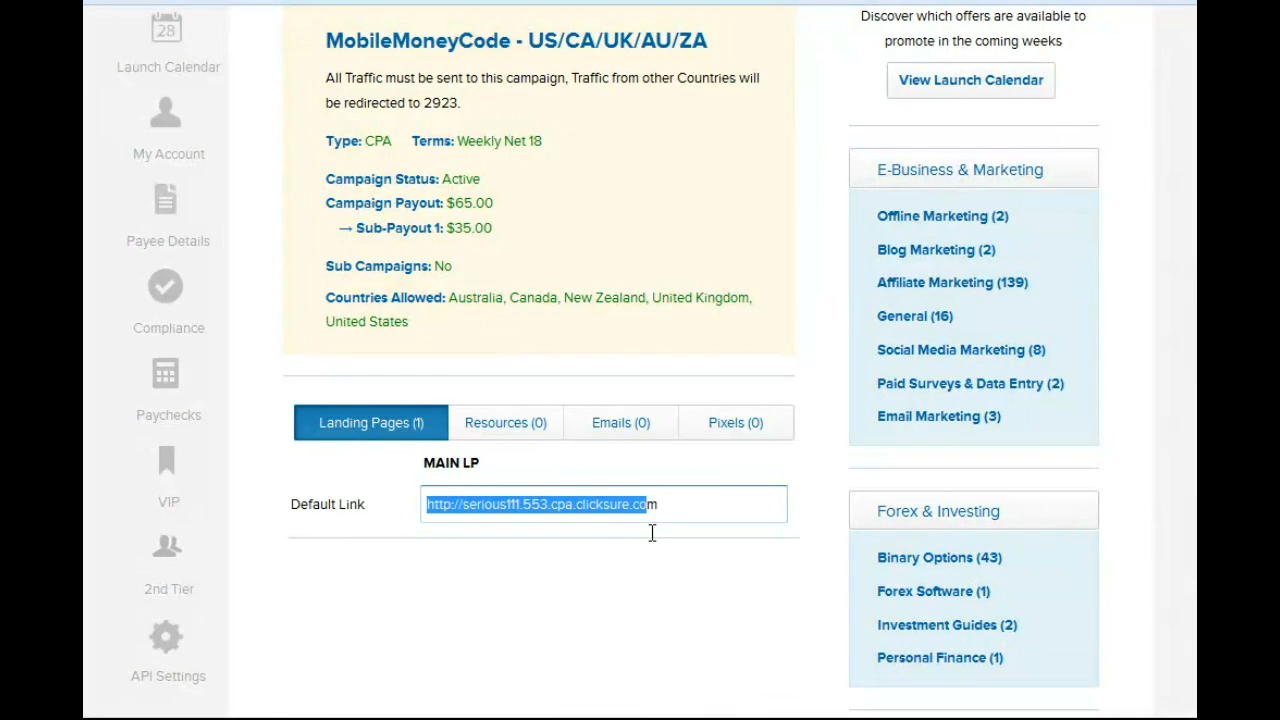 28
Launch Calendar
My Account
Payee Details
Compliance
Paychecks
VIP
2nd Tier
API Settings
MobileMoneyCode - US/CA/UK/AU/ZA
All Traffic must be sent to this campaign, Traffic from other Countries will
be redirected to 2923.
Type: CPA Terms: Weekly Net 18
Campaign Status: Active
Campaign Payout: $65.00
→ Sub-Payout 1: $35.00
Sub Campaigns: No
Countries Allowed: Australia, Canada, New Zealand, United Kingdom,
United States
Landing Pages (1) Resources (0) Emails (0) Pixels (0)
MAIN LP
Default Link http://serious111.553.cpa.clicksure.com
Discover which offers are available to
promote in the coming weeks
View Launch Calendar
E-Business & Marketing
Offline Marketing (2)
Blog Marketing (2)
Affiliate Marketing (139)
General (16)
Social Media Marketing (8)
Paid Surveys & Data Entry (2)
Email Marketing (3)
Forex & Investing
Binary Options (43)
Forex Software (1)
Investment Guides (2)
Personal Finance (1)